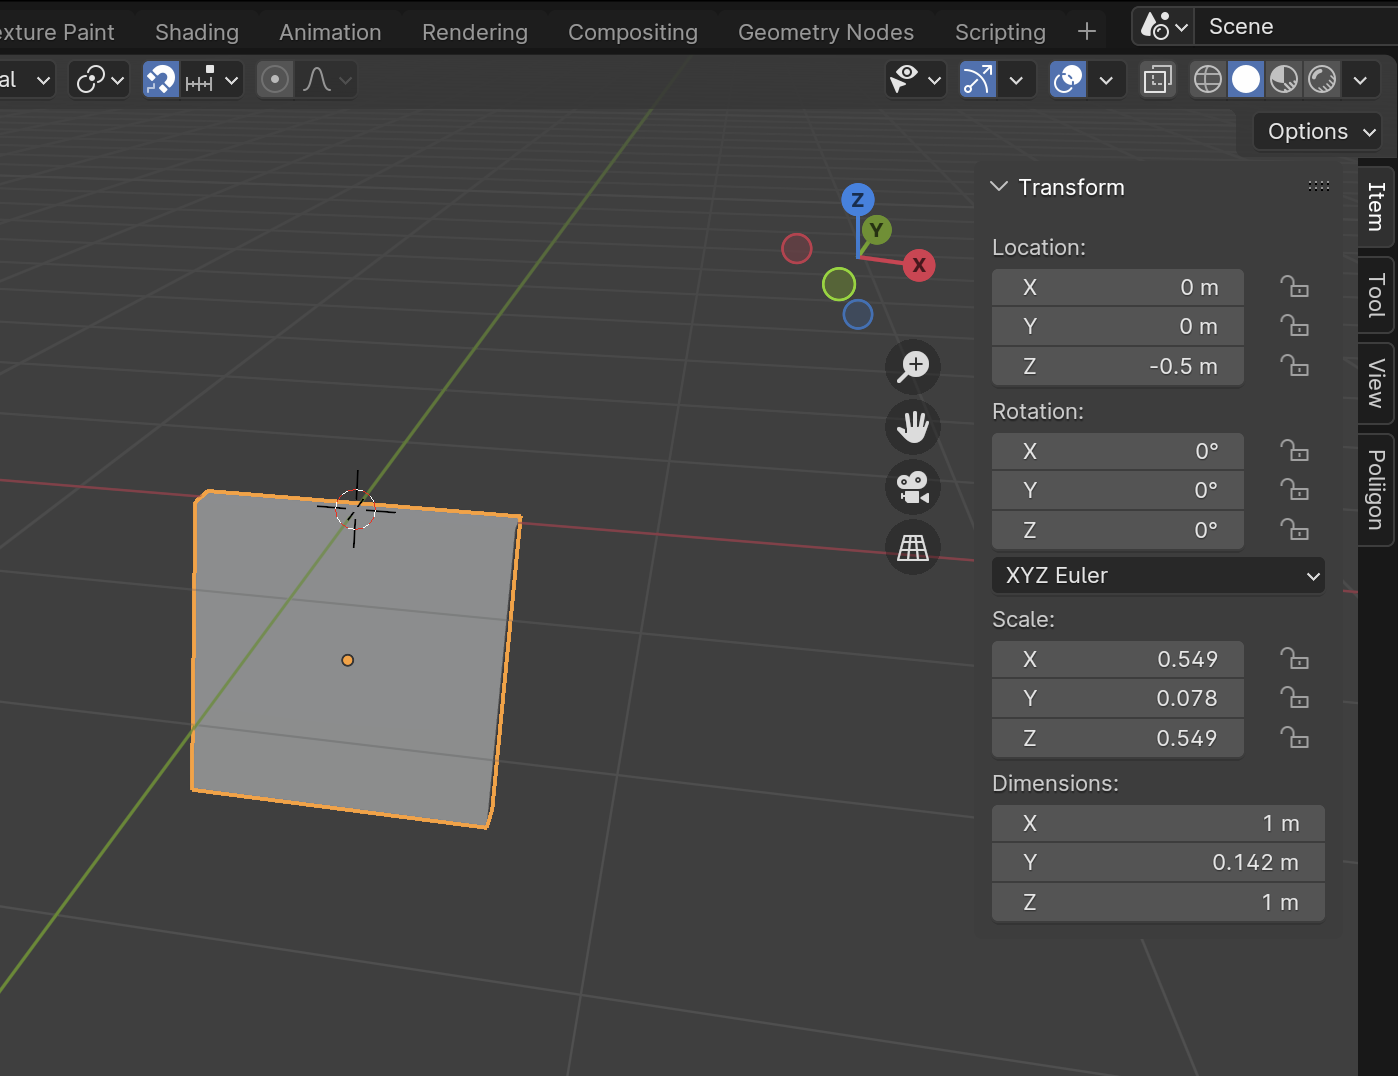 exture Paint Shading Animation Rendering Compositing Geometry Nodes Scripting + Scene
al
Options
Z
Y
X
Transform
Location:
X 0 m
Y 0 m
Z -0.5 m
Rotation:
X 0°
Y 0°
Z 0°
XYZ Euler
Scale:
X 0.549
Y 0.078
Z 0.549
Dimensions:
X 1 m
Y 0.142 m
Z 1 m
Item
Tool
View
Poliigon